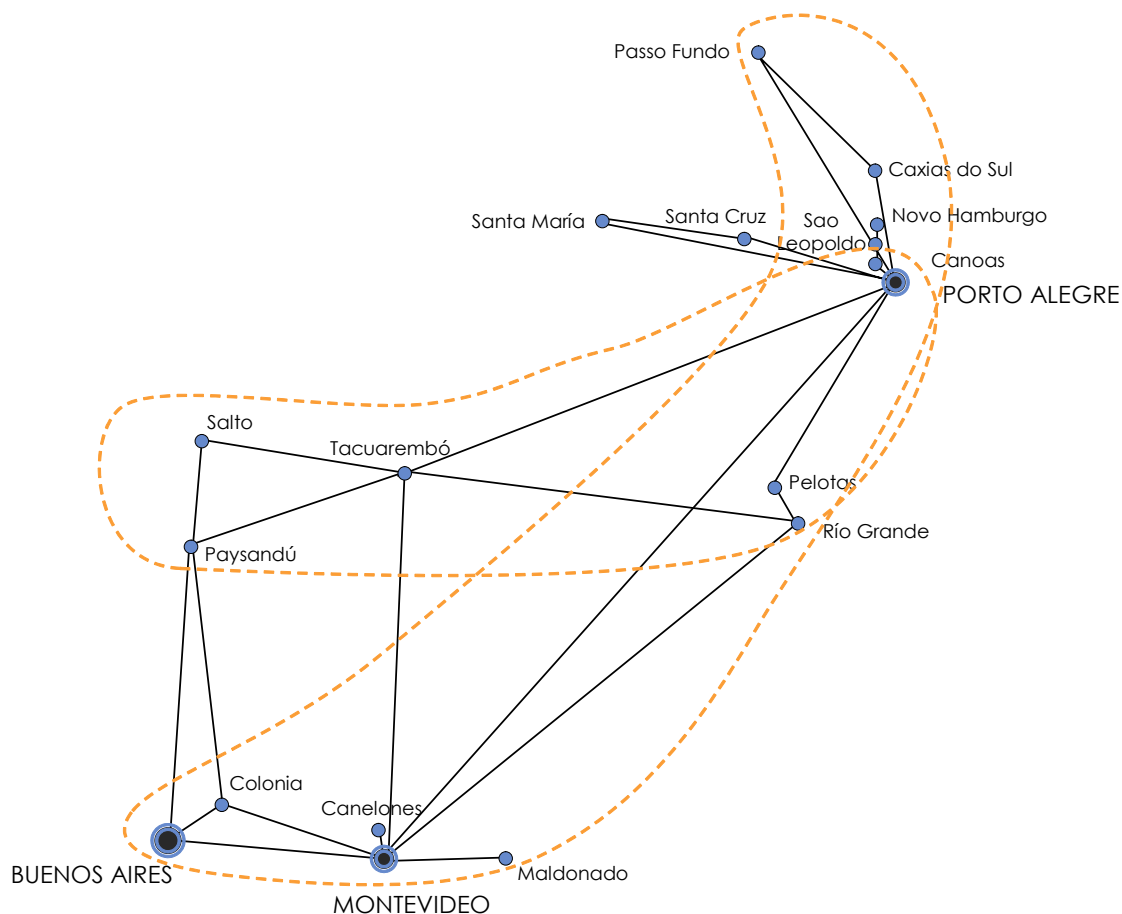 Passo Fundo
Caxias do Sul
Santa María
Santa Cruz
Sao
Leopoldo
Novo Hamburgo
Canoas
PORTO ALEGRE
Salto
Tacuarembó
Pelotas
Río Grande
Paysandú
Colonia
Canelones
BUENOS AIRES
Maldonado
MONTEVIDEO